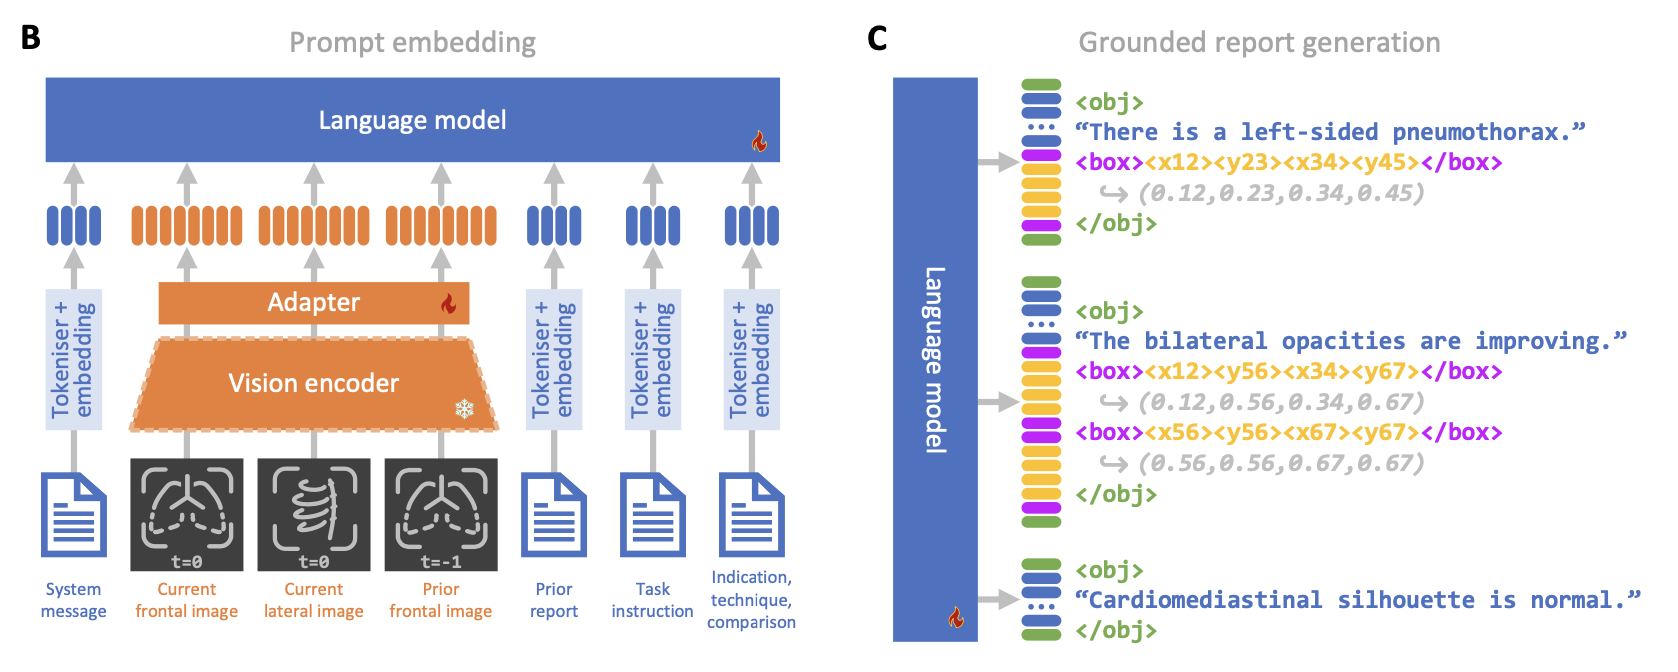 B
Prompt embedding
Language model
Tokeniser +
embedding
Adapter
Vision encoder
Tokeniser +
embedding
Tokeniser +
embedding
Tokeniser +
embedding
t=0
t=0
t=-1
System
message
Current
frontal image
Current
lateral image
Prior
frontal image
Prior
report
Task
instruction
Indication,
technique,
comparison
C
Grounded report generation
Language model
<obj>
“There is a left-sided pneumothorax.”
<box><x12><y23><x34><y45></box>
↪ (0.12,0.23,0.34,0.45)
</obj>
<obj>
“The bilateral opacities are improving.”
<box><x12><y56><x34><y67></box>
↪ (0.12,0.56,0.34,0.67)
<box><x56><y56><x67><y67></box>
↪ (0.56,0.56,0.67,0.67)
</obj>
<obj>
“Cardiomediastinal silhouette is normal.”
</obj>